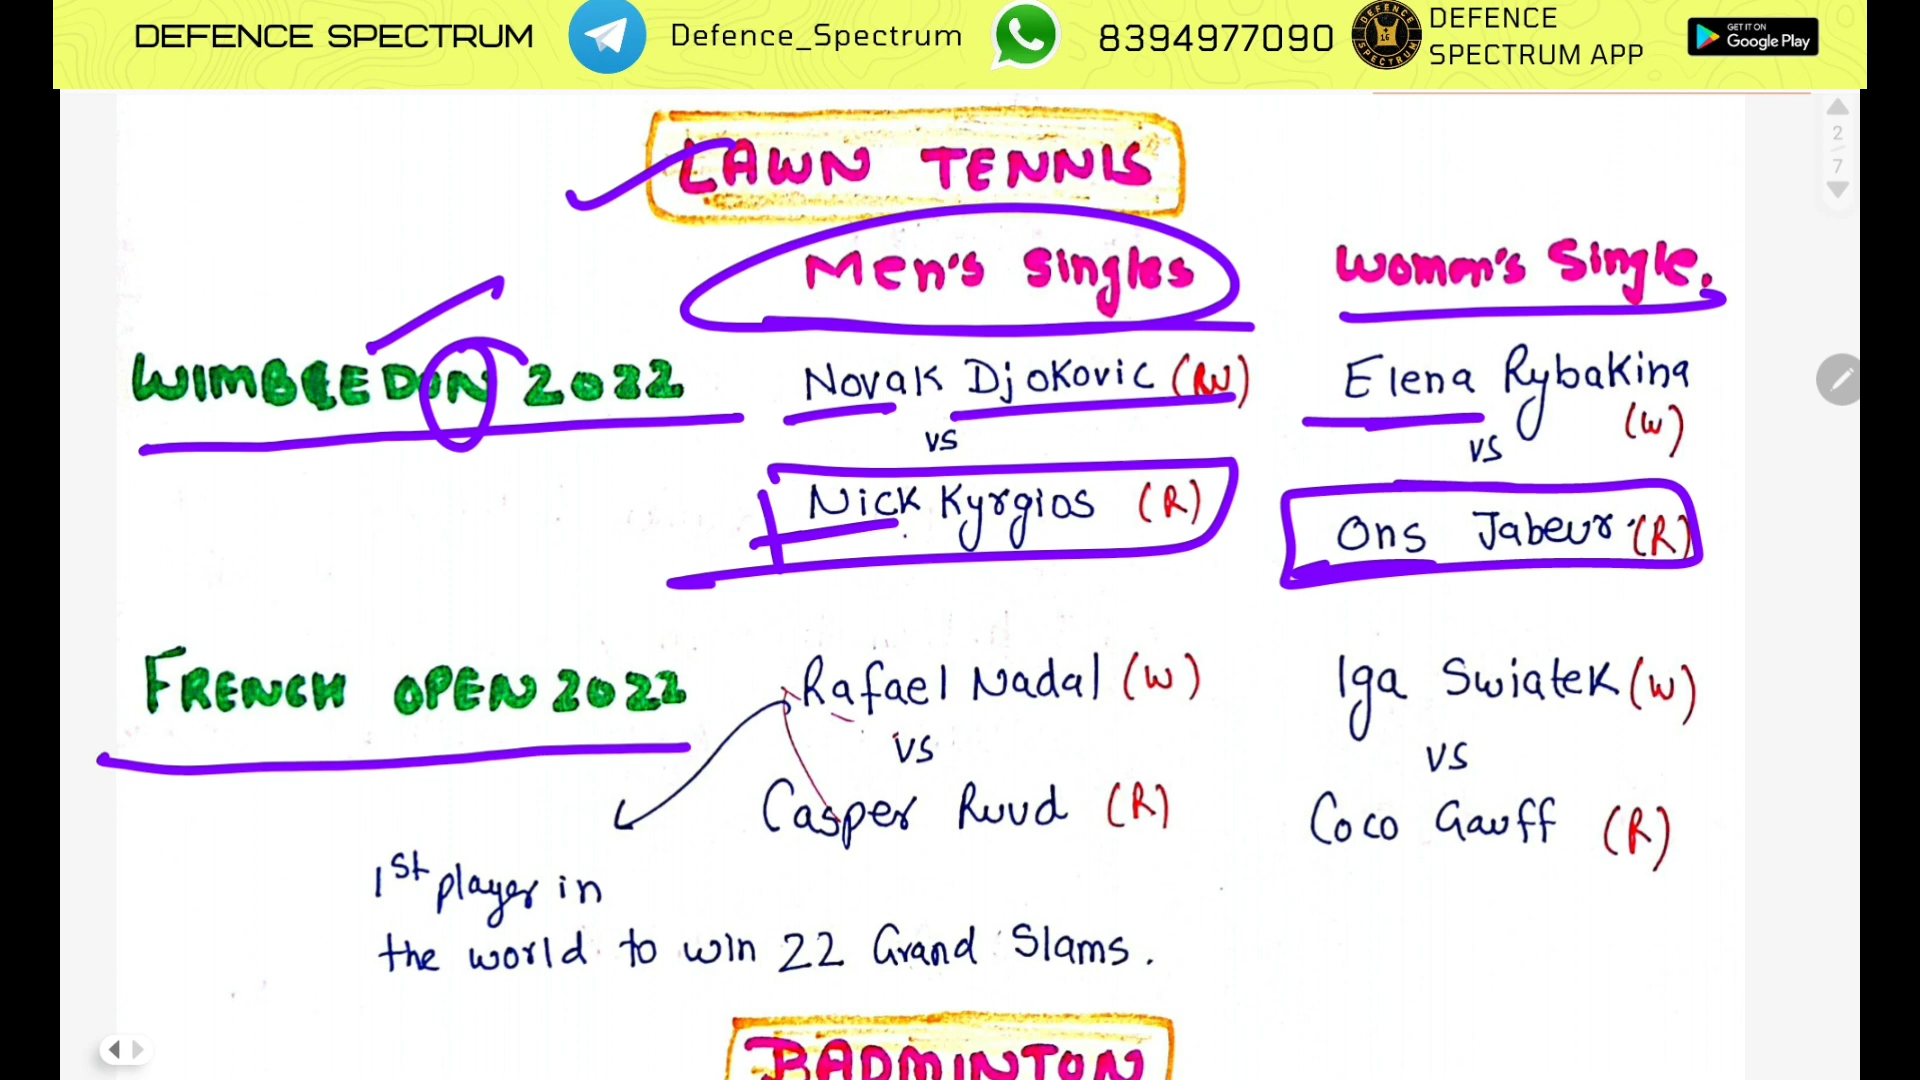 DEFENCE SPECTRUM Defence_Spectrum 8394977090 DEFENCE SPECTRUM APP GET IT ON Google Play
LAWN TENNIS
Men's Singles Women's Single.
WIMBLEDON 2022 Novak Djokovic (W) Elena Rybakina (W)
vs vs
Nick Kyrgios (R) Ons Jabeur (R)
FRENCH OPEN 2022 Rafael Nadal (W) Iga Swiatek (W)
vs vs
Casper Ruud (R) Coco Gauff (R)
1st player in
the world to win 22 Grand Slams.
BADMINTON
2
7